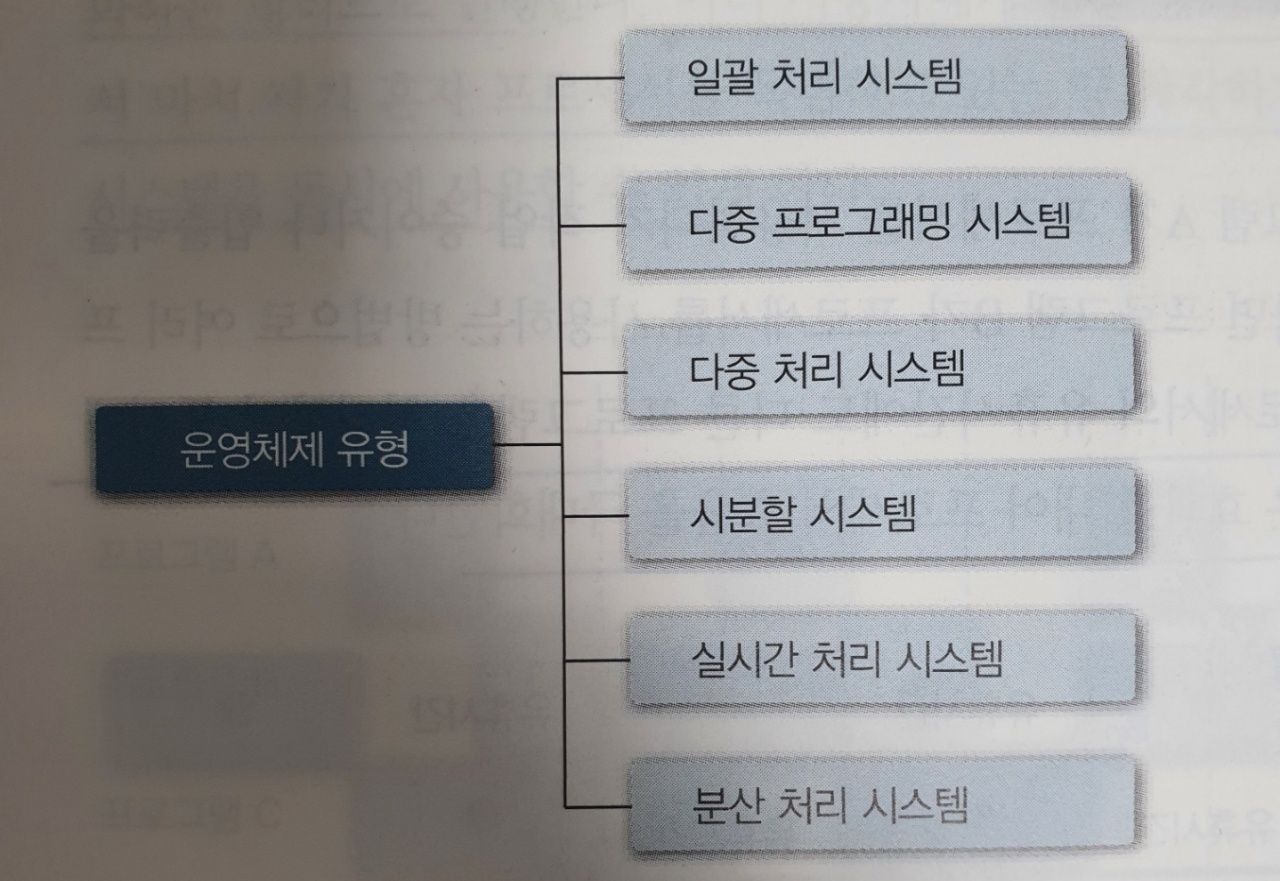 일괄 처리 시스템
다중 프로그래밍 시스템
다중 처리 시스템
운영체제 유형
시분할 시스템
실시간 처리 시스템
분산 처리 시스템